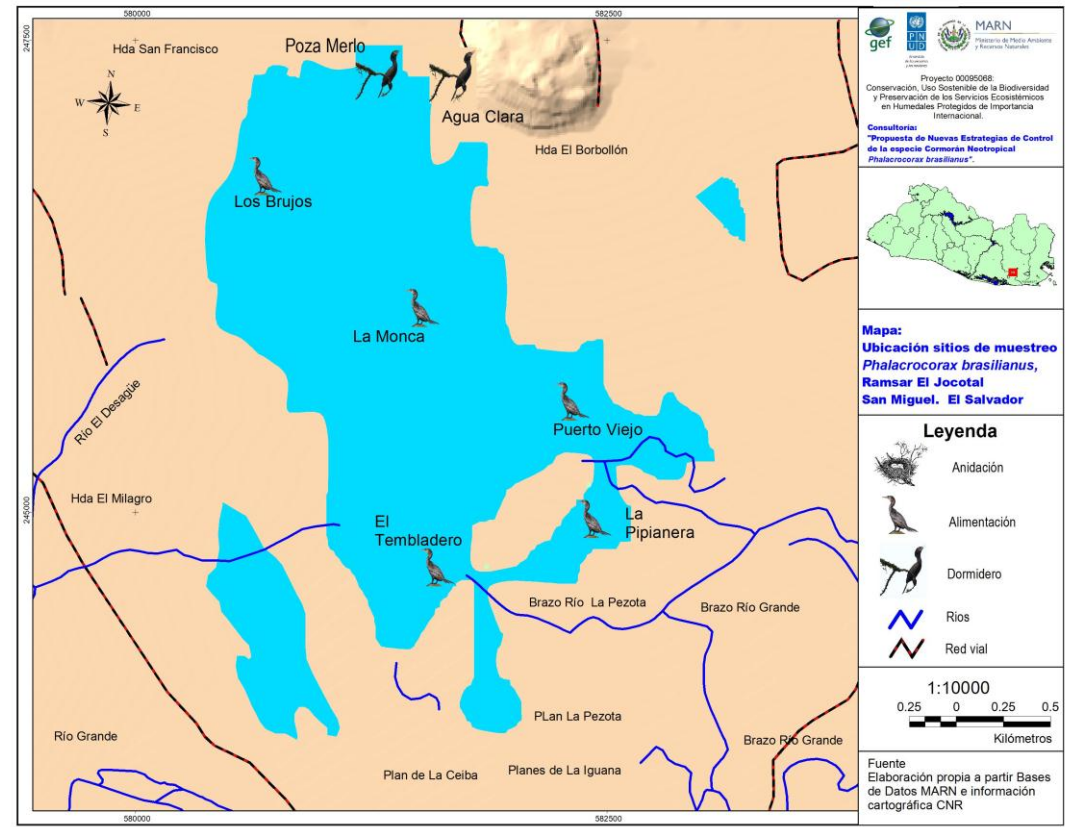 580000
582500
247500
245000
Hda San Francisco
Poza Merlo
N
W
E
S
Agua Clara
Hda El Borbollón
Los Brujos
La Monca
Puerto Viejo
Río El Desagüe
Hda El Milagro
El
Tembladero
La
Pipianera
Brazo Río La Pezota
Brazo Río Grande
PLan La Pezota
Río Grande
Brazo Río Grande
Plan de La Ceiba
Planes de La Iguana
580000
582500
gef
P N
U D
MARN
Ministerio de Medio Ambiente
y Recursos Naturales
Proyecto 00095068:
Conservación, Uso Sostenible de la Biodiversidad
y Preservación de los Servicios Ecosistémicos
en Humedales Protegidos de Importancia
Internacional.
Consultoría:
"Propuesta de Nuevas Estrategias de Control
de la especie Cormorán Neotropical
Phalacrocorax brasilianus".
Mapa:
Ubicación sitios de muestreo
Phalacrocorax brasilianus,
Ramsar El Jocotal
San Miguel. El Salvador
Leyenda
Anidación
Alimentación
Dormidero
Rios
Red vial
1:10000
0.25 0 0.25 0.5
Kilómetros
Fuente
Elaboración propia a partir Bases
de Datos MARN e información
cartográfica CNR